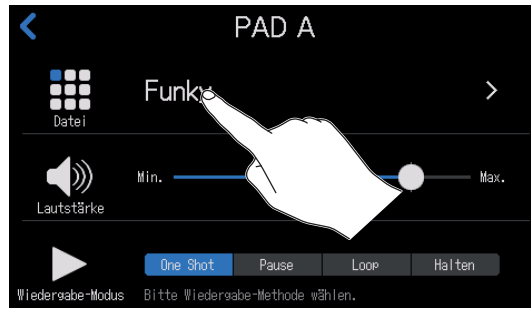 PAD A
Funky
Datei
Min.
Max.
Lautstärke
One Shot
Pause
Loop
Halten
Wiedergabe-Modus
Bitte Wiedergabe-Methode wählen.